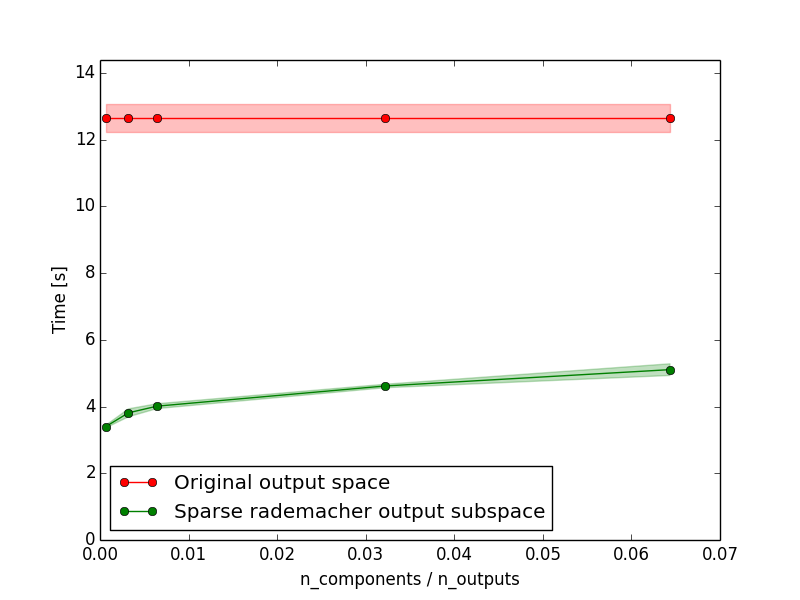 14
12
10
8
6
4
2
0
Time [s]
Original output space
Sparse rademacher output subspace
0.00 0.01 0.02 0.03 0.04 0.05 0.06 0.07
n_components / n_outputs